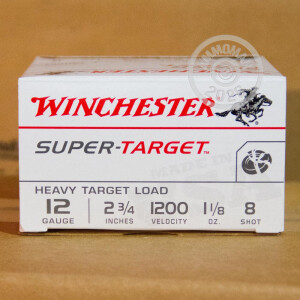 WINCHESTER
SUPER-TARGET
HEAVY TARGET LOAD
12 2 3/4 1200 1 1/8 8
GAUGE INCHES VELOCITY OZ. SHOT